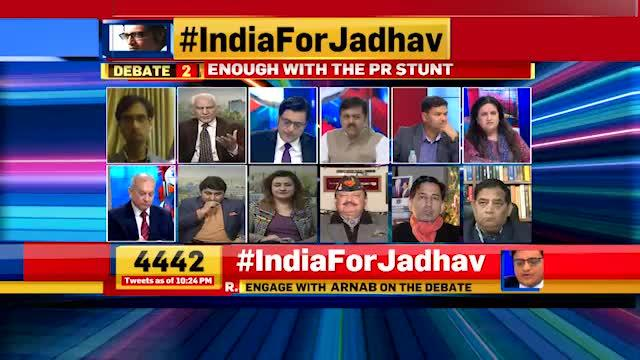 #IndiaForJadhav
DEBATE 2 ENOUGH WITH THE PR STUNT
4442 #IndiaForJadhav
Tweets as of 10:24 PM
R. ENGAGE WITH ARNAB ON THE DEBATE